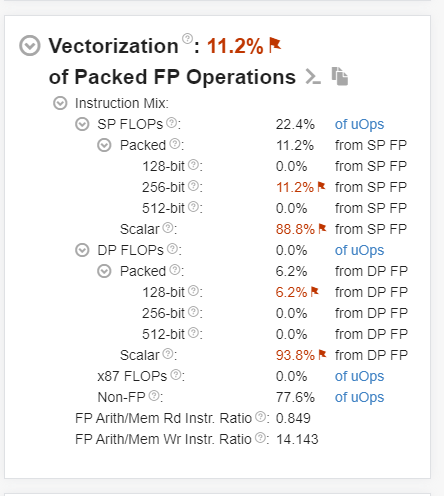 Vectorization: 11.2%
of Packed FP Operations
Instruction Mix:
SP FLOPs: 22.4% of uOps
Packed: 11.2% from SP FP
128-bit: 0.0% from SP FP
256-bit: 11.2% from SP FP
512-bit: 0.0% from SP FP
Scalar: 88.8% from SP FP
DP FLOPs: 0.0% of uOps
Packed: 6.2% from DP FP
128-bit: 6.2% from DP FP
256-bit: 0.0% from DP FP
512-bit: 0.0% from DP FP
Scalar: 93.8% from DP FP
x87 FLOPs: 0.0% of uOps
Non-FP: 77.6% of uOps
FP Arith/Mem Rd Instr. Ratio: 0.849
FP Arith/Mem Wr Instr. Ratio: 14.143